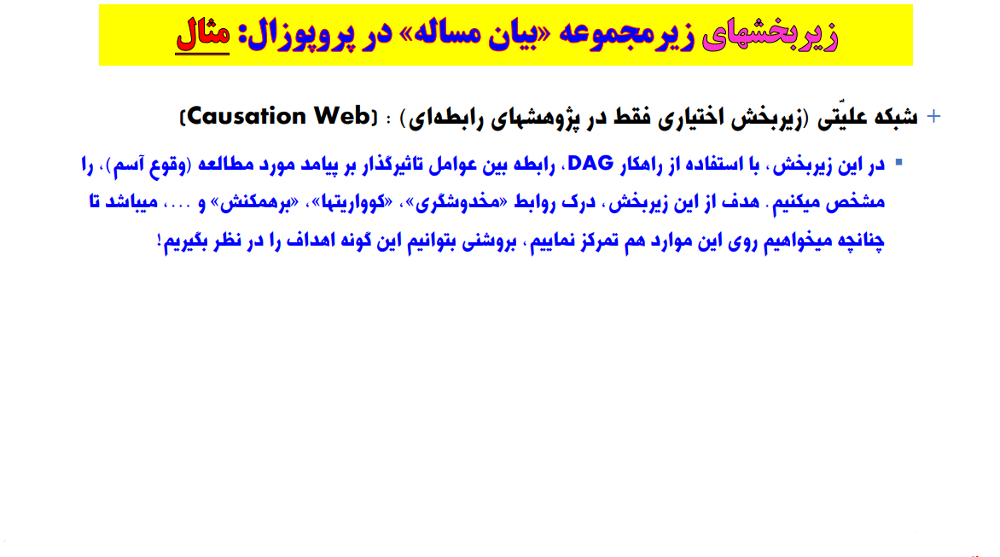 زیربخشهای زیرمجموعه «بیان مساله» در پروپوزال: مثال
+ شبکه علیّتی (زیربخش اختیاری فقط در پژوهشهای رابطه‌ای) : (Causation Web)
▪ در این زیربخش، با استفاده از راهکار DAG، رابطه بین عوامل تاثیرگذار بر پیامد مورد مطالعه (وقوع آسم)، را
مشخص میکنیم. هدف از این زیربخش، درک روابط «مخدوشگری»، «کوواریتها»، «برهمکنش» و ...، میباشد تا
چنانچه میخواهیم روی این موارد هم تمرکز نماییم، بروشنی بتوانیم این گونه اهداف را در نظر بگیریم!